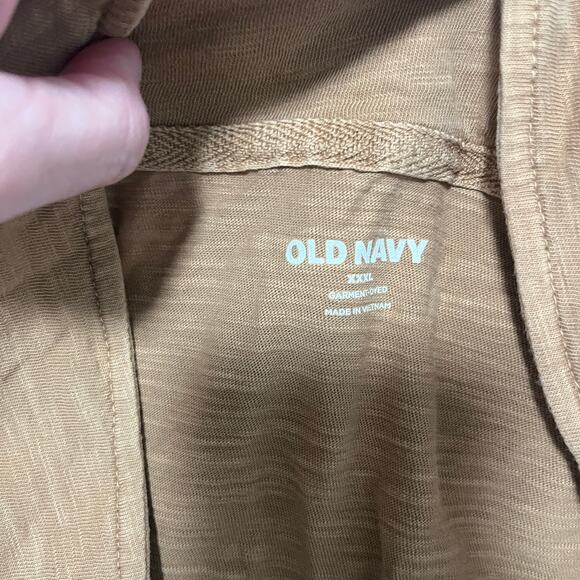 OLD NAVY
XXXL
GARMENT-DYED
MADE IN VIETNAM